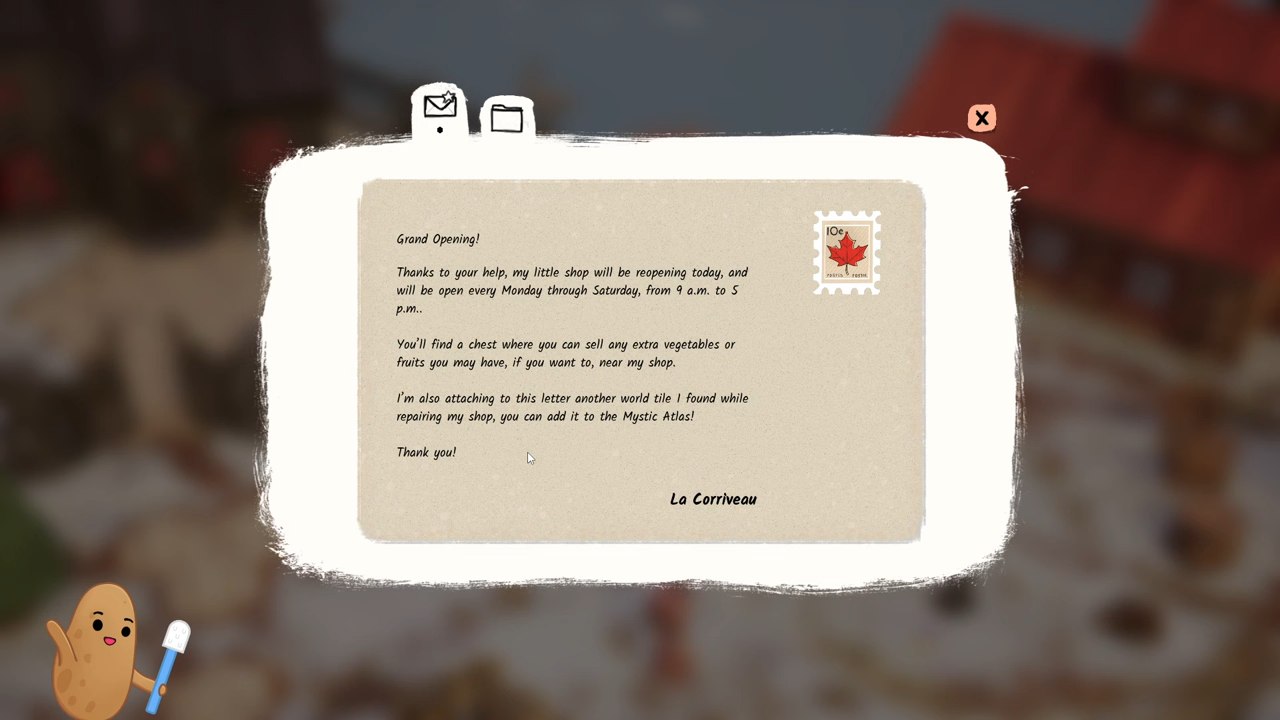 Grand Opening!
Thanks to your help, my little shop will be reopening today, and
will be open every Monday through Saturday, from 9 a.m. to 5
p.m..
You'll find a chest where you can sell any extra vegetables or
fruits you may have, if you want to, near my shop.
I'm also attaching to this letter another world tile I found while
repairing my shop, you can add it to the Mystic Atlas!
Thank you!
La Corriveau
10¢
X